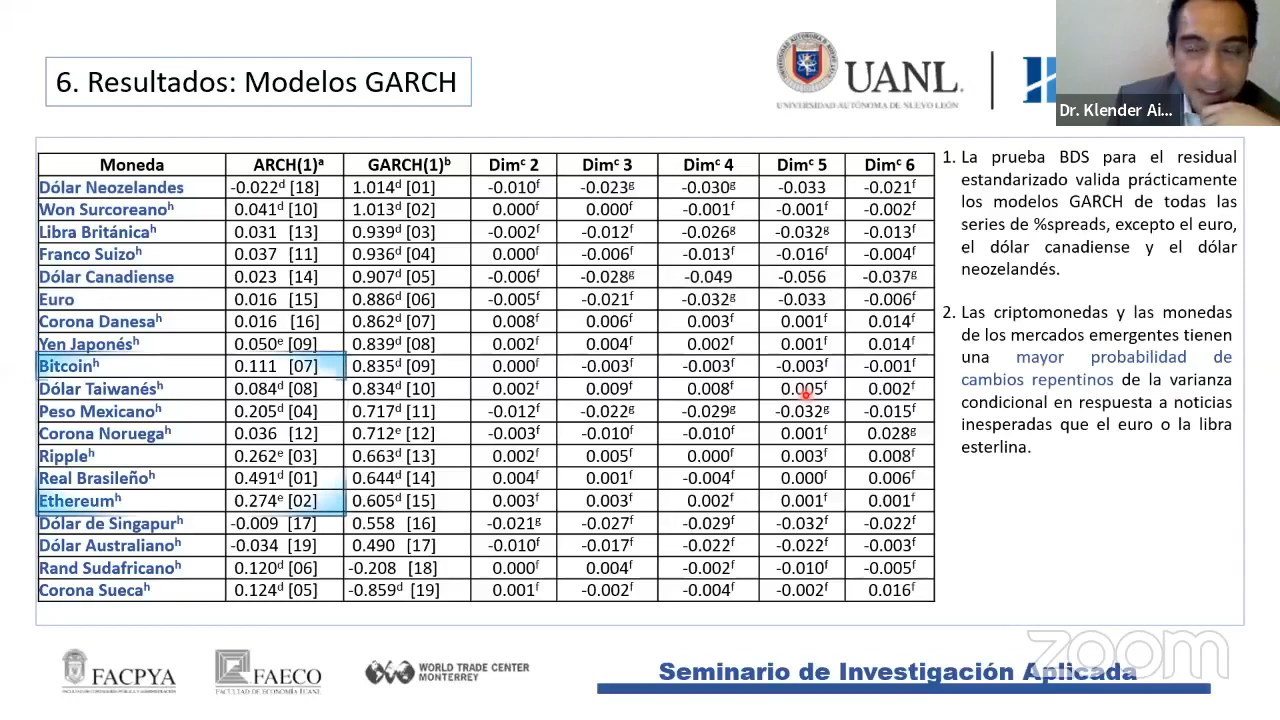 6. Resultados: Modelos GARCH
UANL
UNIVERSIDAD AUTÓNOMA DE NUEVO LEÓN
Dr. Klender Ai...
Moneda ARCH(1)ᵃ GARCH(1)ᵇ Dimᶜ 2 Dimᶜ 3 Dimᶜ 4 Dimᶜ 5 Dimᶜ 6
Dólar Neozelandes -0.022ᵈ [18] 1.014ᵈ [01] -0.010ᶠ -0.023ᵍ -0.030ᵍ -0.033 -0.021ᶠ
Won Surcoreanoʰ 0.041ᵈ [10] 1.013ᵈ [02] 0.000ᶠ 0.000ᶠ -0.001ᶠ -0.001ᶠ -0.002ᶠ
Libra Británicaʰ 0.031 [13] 0.939ᵈ [03] -0.002ᶠ -0.012ᶠ -0.026ᵍ -0.032ᵍ -0.013ᶠ
Franco Suizoʰ 0.037 [11] 0.936ᵈ [04] 0.000ᶠ -0.006ᶠ -0.013ᶠ -0.016ᶠ -0.004ᶠ
Dólar Canadiense 0.023 [14] 0.907ᵈ [05] -0.006ᶠ -0.028ᵍ -0.049 -0.056 -0.037ᵍ
Euro 0.016 [15] 0.886ᵈ [06] -0.005ᶠ -0.021ᶠ -0.032ᵍ -0.033 -0.006ᶠ
Corona Danesaʰ 0.016 [16] 0.862ᵈ [07] 0.008ᶠ 0.006ᶠ 0.003ᶠ 0.001ᶠ 0.014ᶠ
Yen Japonésʰ 0.050ᵉ [09] 0.839ᵈ [08] 0.002ᶠ 0.004ᶠ 0.002ᶠ 0.001ᶠ 0.014ᶠ
Bitcoinʰ 0.111 [07] 0.835ᵈ [09] 0.000ᶠ -0.003ᶠ -0.003ᶠ -0.003ᶠ -0.001ᶠ
Dólar Taiwanésʰ 0.084ᵈ [08] 0.834ᵈ [10] 0.002ᶠ 0.009ᶠ 0.008ᶠ 0.005ᶠ 0.002ᶠ
Peso Mexicanoʰ 0.205ᵈ [04] 0.717ᵈ [11] -0.012ᶠ -0.022ᵍ -0.029ᵍ -0.032ᵍ -0.015ᶠ
Corona Noruegaʰ 0.036 [12] 0.712ᵉ [12] -0.003ᶠ -0.010ᶠ -0.010ᶠ 0.001ᶠ 0.028ᵍ
Rippleʰ 0.262ᵉ [03] 0.663ᵈ [13] 0.002ᶠ 0.005ᶠ 0.000ᶠ 0.003ᶠ 0.008ᶠ
Real Brasileñoʰ 0.491ᵈ [01] 0.644ᵈ [14] 0.004ᶠ 0.001ᶠ -0.004ᶠ 0.000ᶠ 0.006ᶠ
Ethereumʰ 0.274ᵉ [02] 0.605ᵈ [15] 0.003ᶠ 0.003ᶠ 0.002ᶠ 0.001ᶠ 0.001ᶠ
Dólar de Singapurʰ -0.009 [17] 0.558 [16] -0.021ᵍ -0.027ᶠ -0.029ᶠ -0.032ᶠ -0.022ᶠ
Dólar Australianoʰ -0.034 [19] 0.490 [17] -0.010ᶠ -0.017ᶠ -0.022ᶠ -0.022ᶠ -0.003ᶠ
Rand Sudafricanoʰ 0.120ᵈ [06] -0.208 [18] 0.000ᶠ 0.004ᶠ -0.002ᶠ -0.010ᶠ -0.005ᶠ
Corona Suecaʰ 0.124ᵈ [05] -0.859ᵈ [19] 0.001ᶠ -0.002ᶠ -0.004ᶠ -0.002ᶠ 0.016ᶠ
1. La prueba BDS para el residual
estandarizado valida prácticamente
los modelos GARCH de todas las
series de %spreads, excepto el euro,
el dólar canadiense y el dólar
neozelandés.
2. Las criptomonedas y las monedas
de los mercados emergentes tienen
una mayor probabilidad de
cambios repentinos de la varianza
condicional en respuesta a noticias
inesperadas que el euro o la libra
esterlina.
FACPYA
FAECO
FACULTAD DE ECONOMÍA UANL
WORLD TRADE CENTER
MONTERREY
Seminario de Investigación Aplicada
zoom